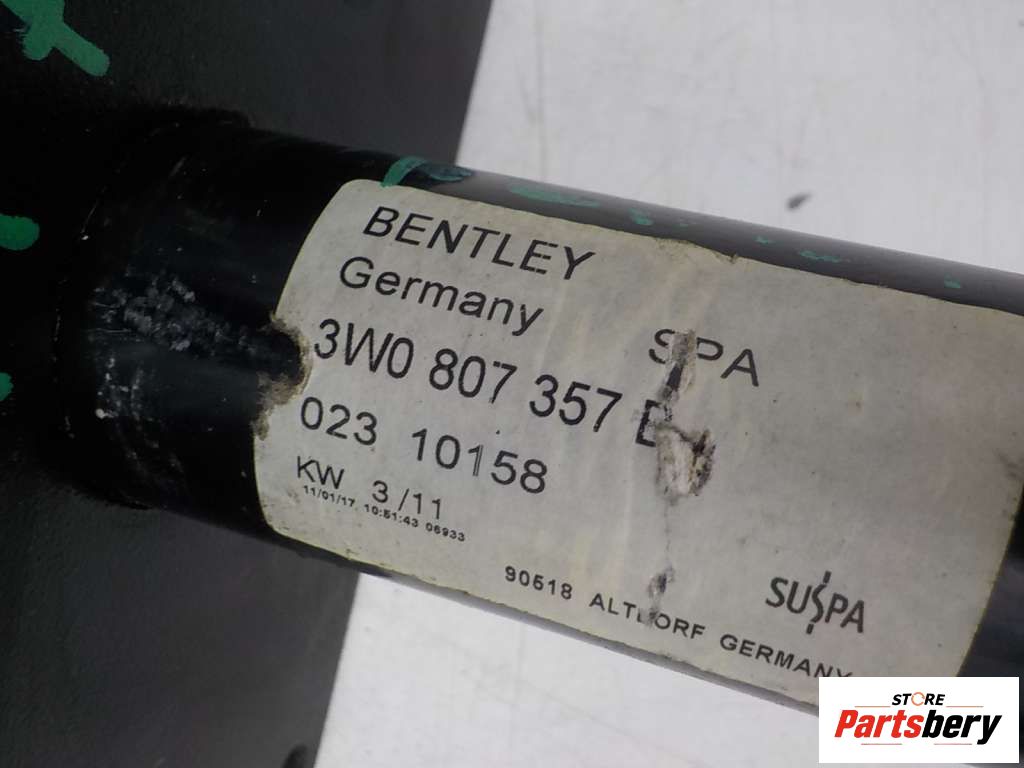 BENTLEY
Germany
SPA
3W0 807 357
023 10158
KW 3/11
11/01/17 10:51:43 06933
SUSPA
90518 ALTDORF GERMANY
STORE
Partsbery